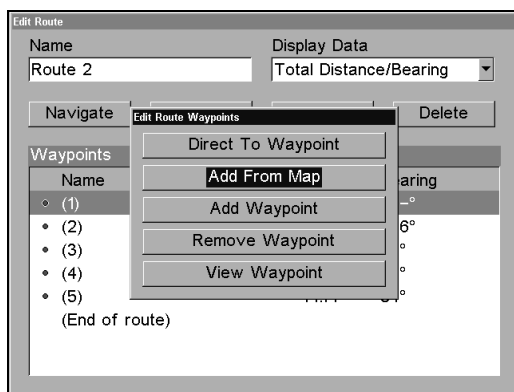 Edit Route
Name
Display Data
Route 2
Total Distance/Bearing
Navigate
Delete
Edit Route Waypoints
Direct To Waypoint
Add From Map
Add Waypoint
Remove Waypoint
View Waypoint
Waypoints
Name
earing
(1)
–°
(2)
6°
(3)
°
(4)
°
(5)
(End of route)